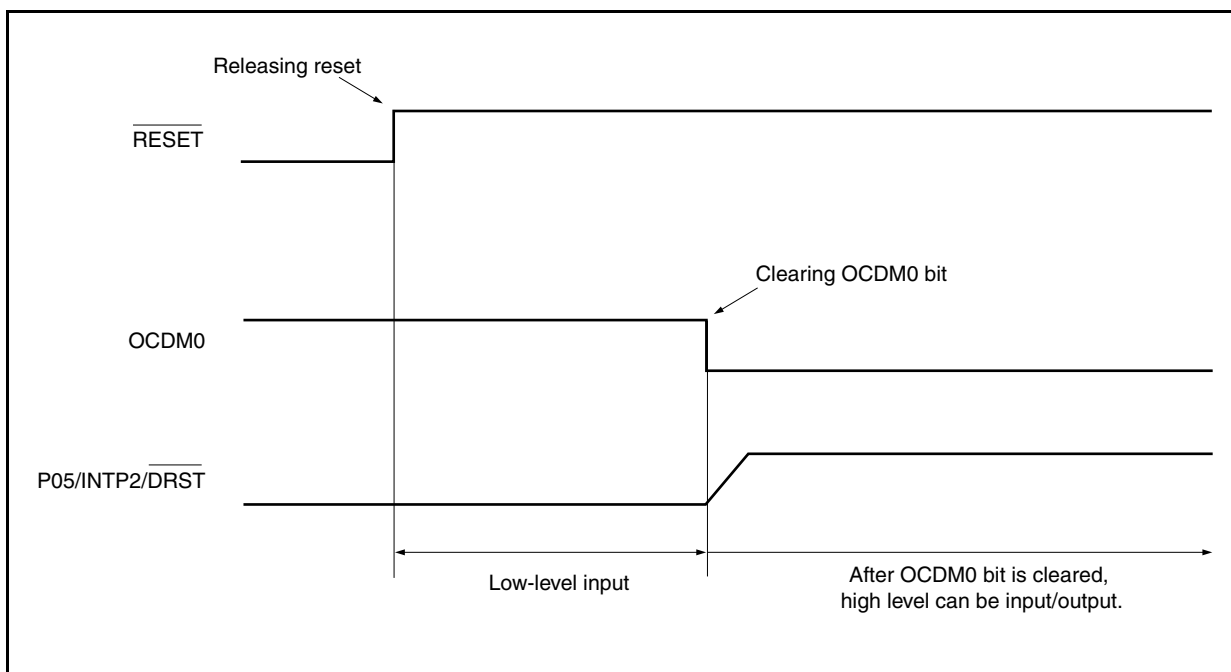 Releasing reset
RESET
Clearing OCDM0 bit
OCDM0
P05/INTP2/DRST
Low-level input
After OCDM0 bit is cleared,
high level can be input/output.